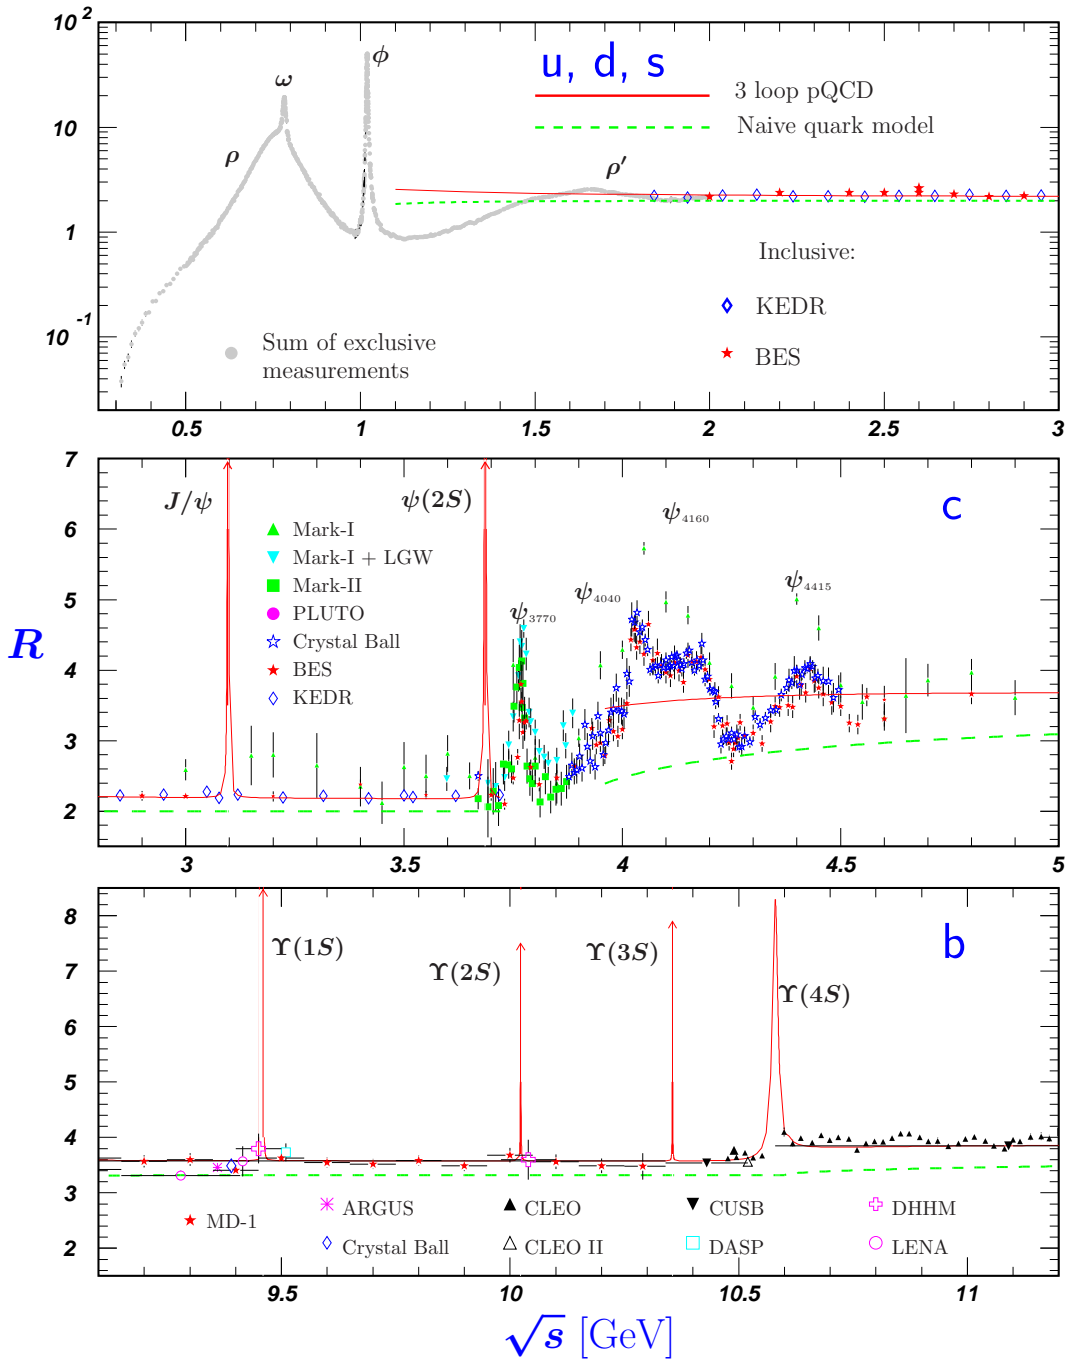 10²
10
1
10⁻¹
u, d, s
3 loop pQCD
Naive quark model
ρ
ω
ϕ
ρ′
Inclusive:
KEDR
BES
Sum of exclusive
measurements
0.5 1 1.5 2 2.5 3
7
6
5
4
3
2
J/ψ
ψ(2S)
c
Mark-I
Mark-I + LGW
Mark-II
PLUTO
Crystal Ball
BES
KEDR
ψ₃₇₇₀
ψ₄₀₄₀
ψ₄₁₆₀
ψ₄₄₁₅
R
3 3.5 4 4.5 5
8
7
6
5
4
3
2
ϒ(1S)
ϒ(2S)
ϒ(3S)
ϒ(4S)
b
MD-1
ARGUS
CLEO
CUSB
DHHM
Crystal Ball
CLEO II
DASP
LENA
9.5 10 10.5 11
√s [GeV]